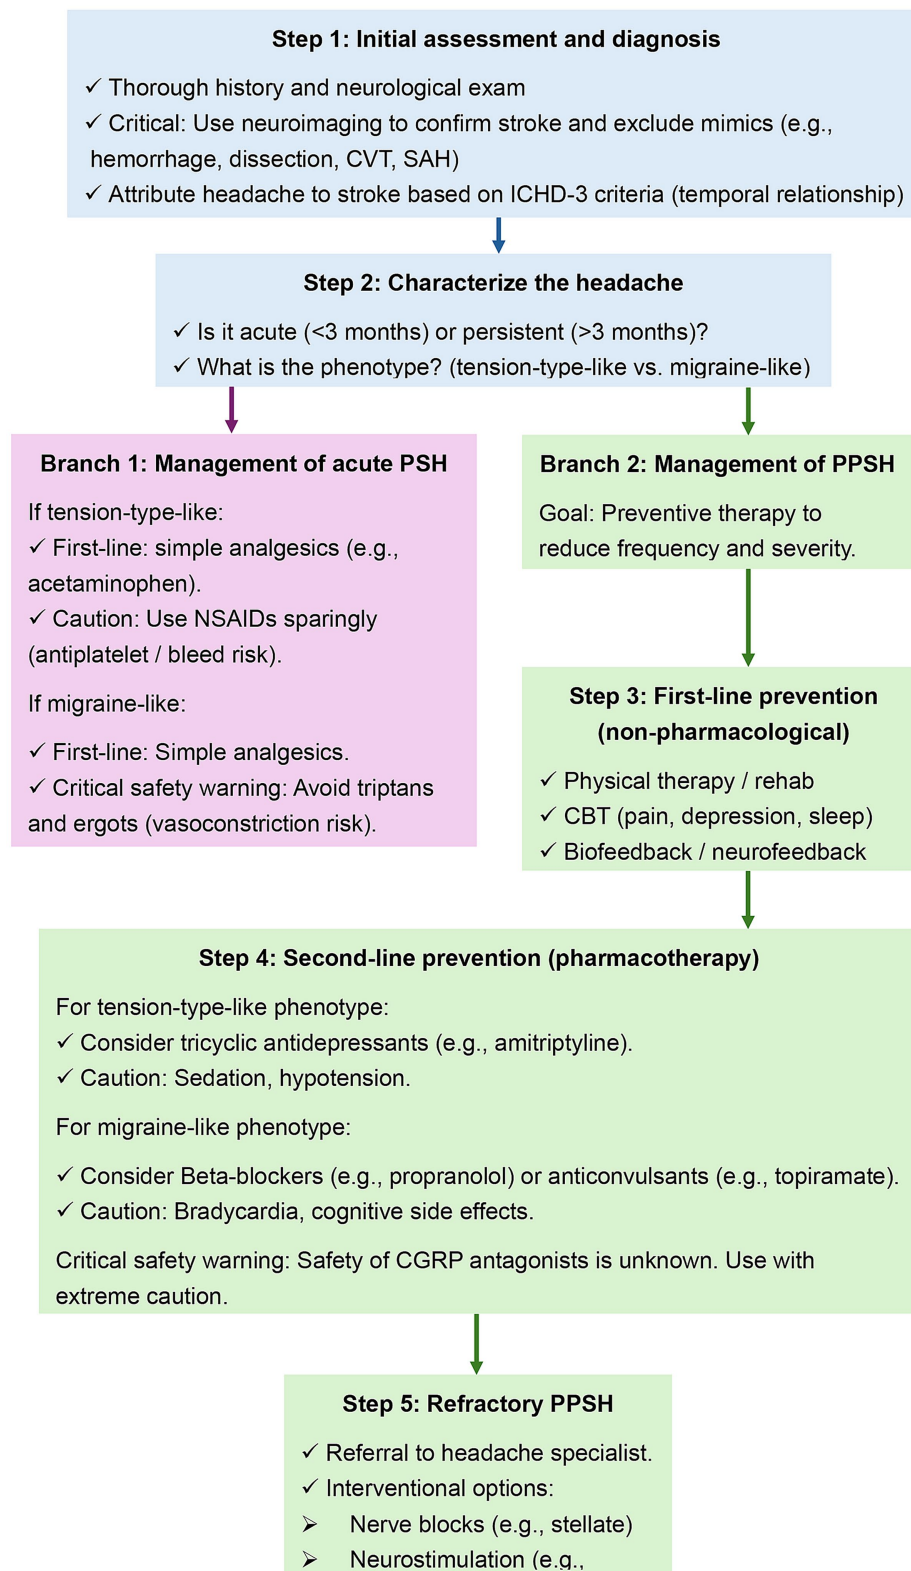 Step 1: Initial assessment and diagnosis
✓ Thorough history and neurological exam
✓ Critical: Use neuroimaging to confirm stroke and exclude mimics (e.g.,
hemorrhage, dissection, CVT, SAH)
✓ Attribute headache to stroke based on ICHD-3 criteria (temporal relationship)
Step 2: Characterize the headache
✓ Is it acute (<3 months) or persistent (>3 months)?
✓ What is the phenotype? (tension-type-like vs. migraine-like)
Branch 1: Management of acute PSH
If tension-type-like:
✓ First-line: simple analgesics (e.g.,
acetaminophen).
✓ Caution: Use NSAIDs sparingly
(antiplatelet / bleed risk).
If migraine-like:
✓ First-line: Simple analgesics.
✓ Critical safety warning: Avoid triptans
and ergots (vasoconstriction risk).
Branch 2: Management of PPSH
Goal: Preventive therapy to
reduce frequency and severity.
Step 3: First-line prevention
(non-pharmacological)
✓ Physical therapy / rehab
✓ CBT (pain, depression, sleep)
✓ Biofeedback / neurofeedback
Step 4: Second-line prevention (pharmacotherapy)
For tension-type-like phenotype:
✓ Consider tricyclic antidepressants (e.g., amitriptyline).
✓ Caution: Sedation, hypotension.
For migraine-like phenotype:
✓ Consider Beta-blockers (e.g., propranolol) or anticonvulsants (e.g., topiramate).
✓ Caution: Bradycardia, cognitive side effects.
Critical safety warning: Safety of CGRP antagonists is unknown. Use with
extreme caution.
Step 5: Refractory PPSH
✓ Referral to headache specialist.
✓ Interventional options:
➢ Nerve blocks (e.g., stellate)
➢ Neurostimulation (e.g.,